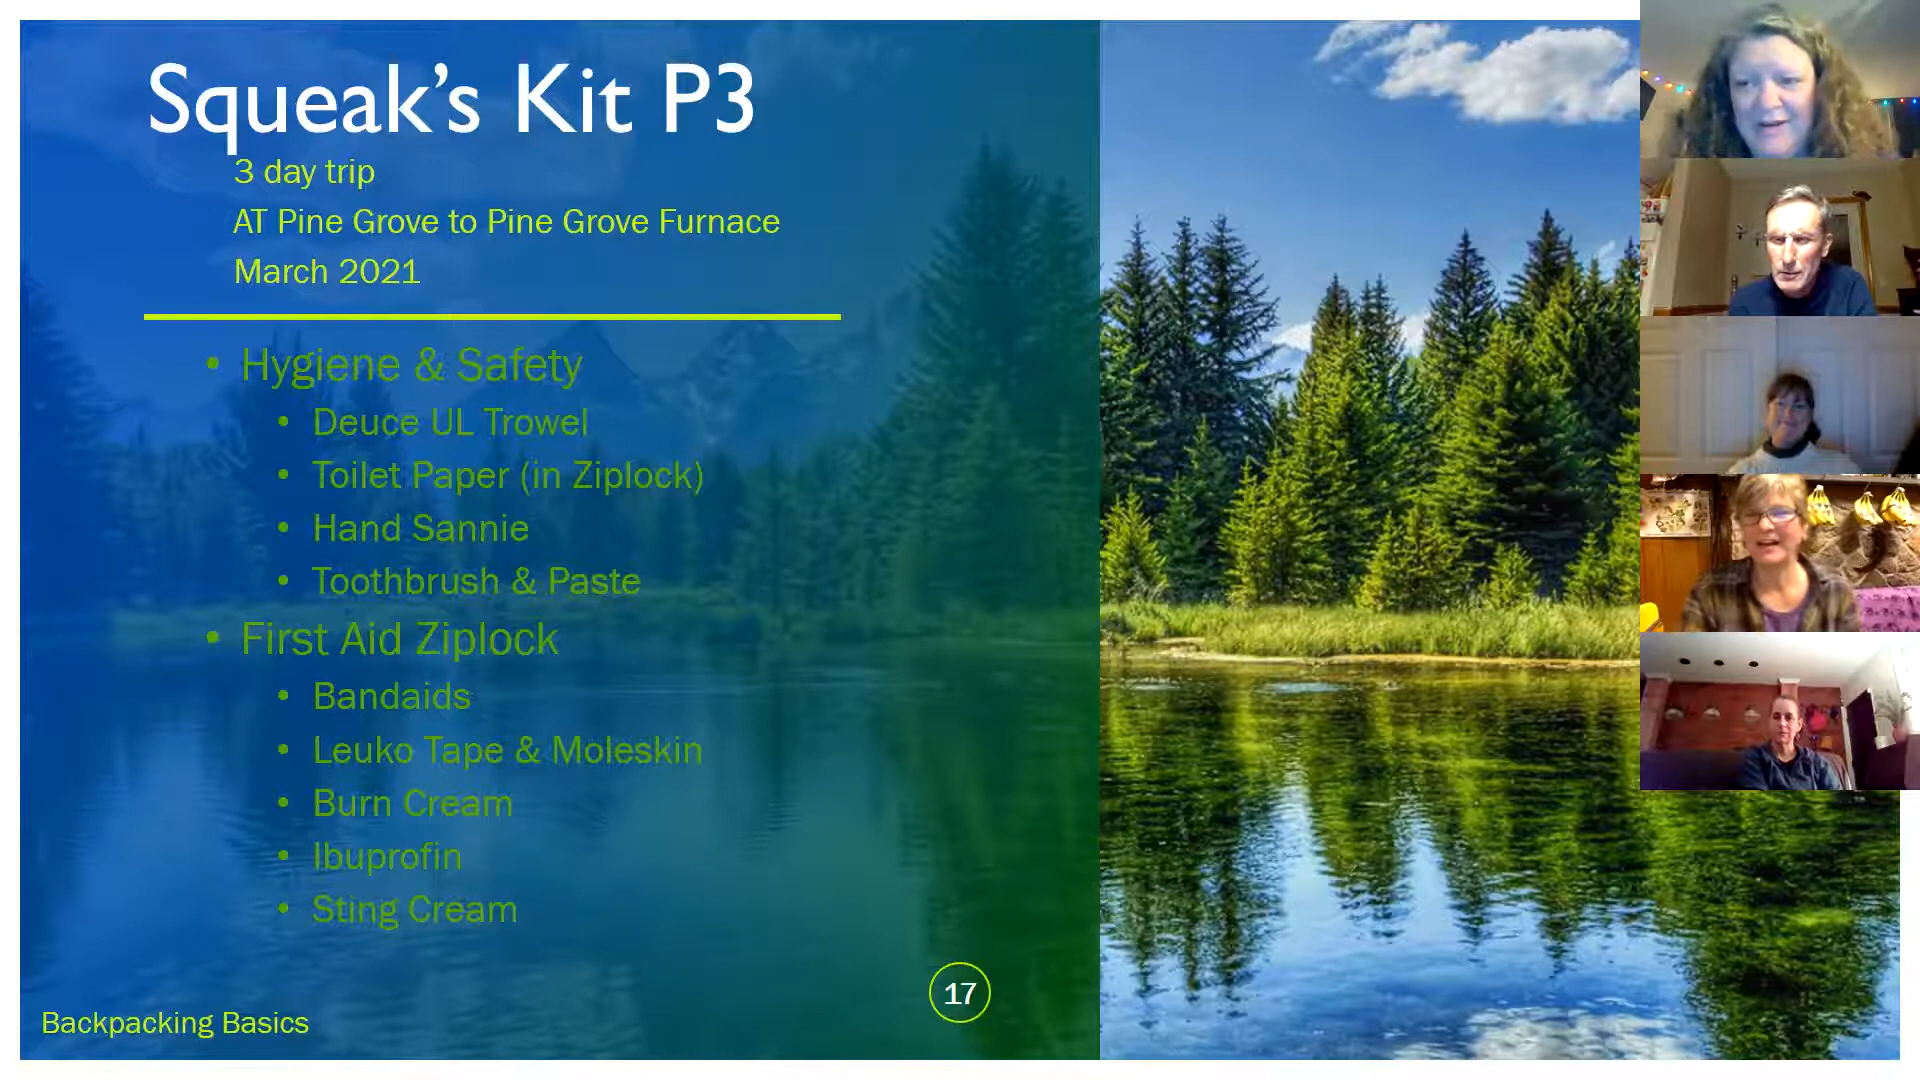 Squeak's Kit P3
3 day trip
AT Pine Grove to Pine Grove Furnace
March 2021
• Hygiene & Safety
• Deuce UL Trowel
• Toilet Paper (in Ziplock)
• Hand Sannie
• Toothbrush & Paste
• First Aid Ziplock
• Bandaids
• Leuko Tape & Moleskin
• Burn Cream
• Ibuprofin
• Sting Cream
17
Backpacking Basics